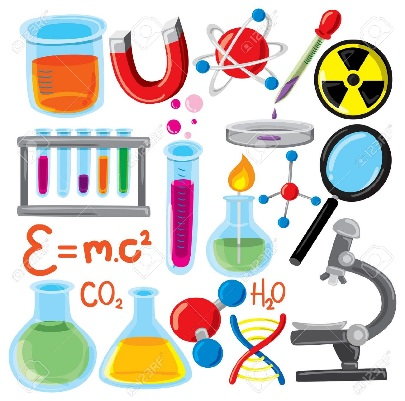 E=m.c²
CO₂
H₂O